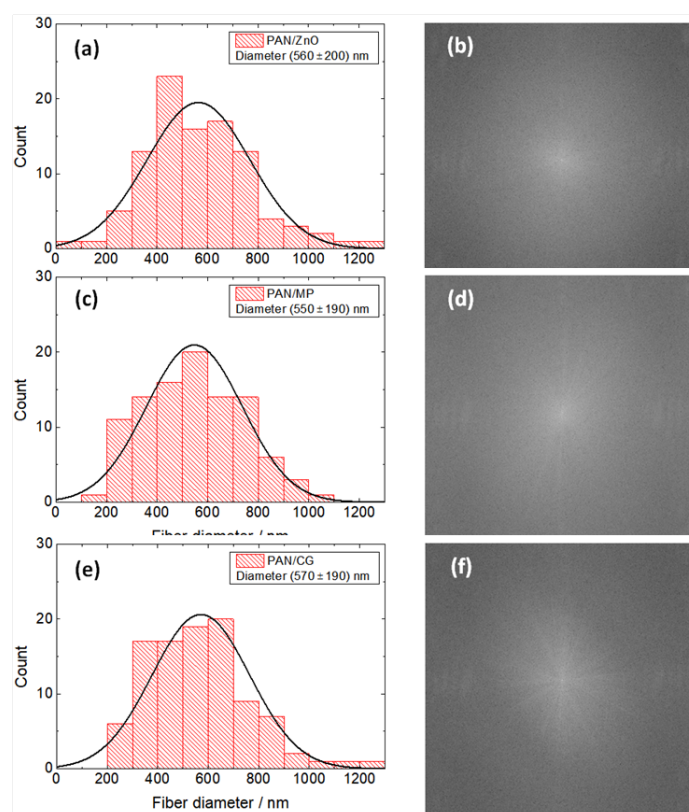 (a)
PAN/ZnO
Diameter (560 ± 200) nm
30
20
10
0
Count
0 200 400 600 800 1000 1200
(b)
(c)
PAN/MP
Diameter (550 ± 190) nm
30
20
10
0
Count
0 200 400 600 800 1000 1200
Fiber diameter / nm
(d)
(e)
PAN/CG
Diameter (570 ± 190) nm
30
20
10
0
Count
0 200 400 600 800 1000 1200
Fiber diameter / nm
(f)